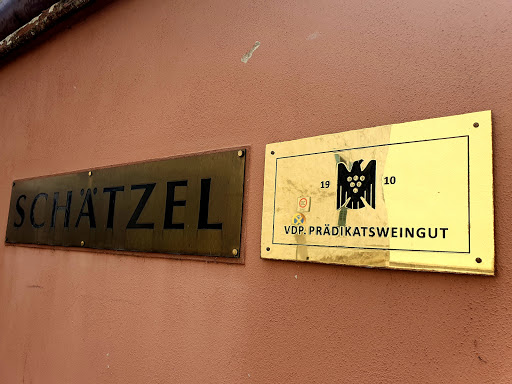 SCHÄTZEL
19 10
VDP. PRÄDIKATSWEINGUT